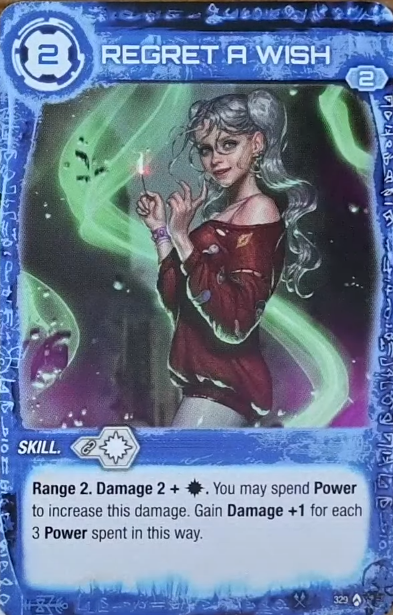 2
REGRET A WISH
2
SKILL.
Range 2. Damage 2 + . You may spend Power
to increase this damage. Gain Damage +1 for each
3 Power spent in this way.
329